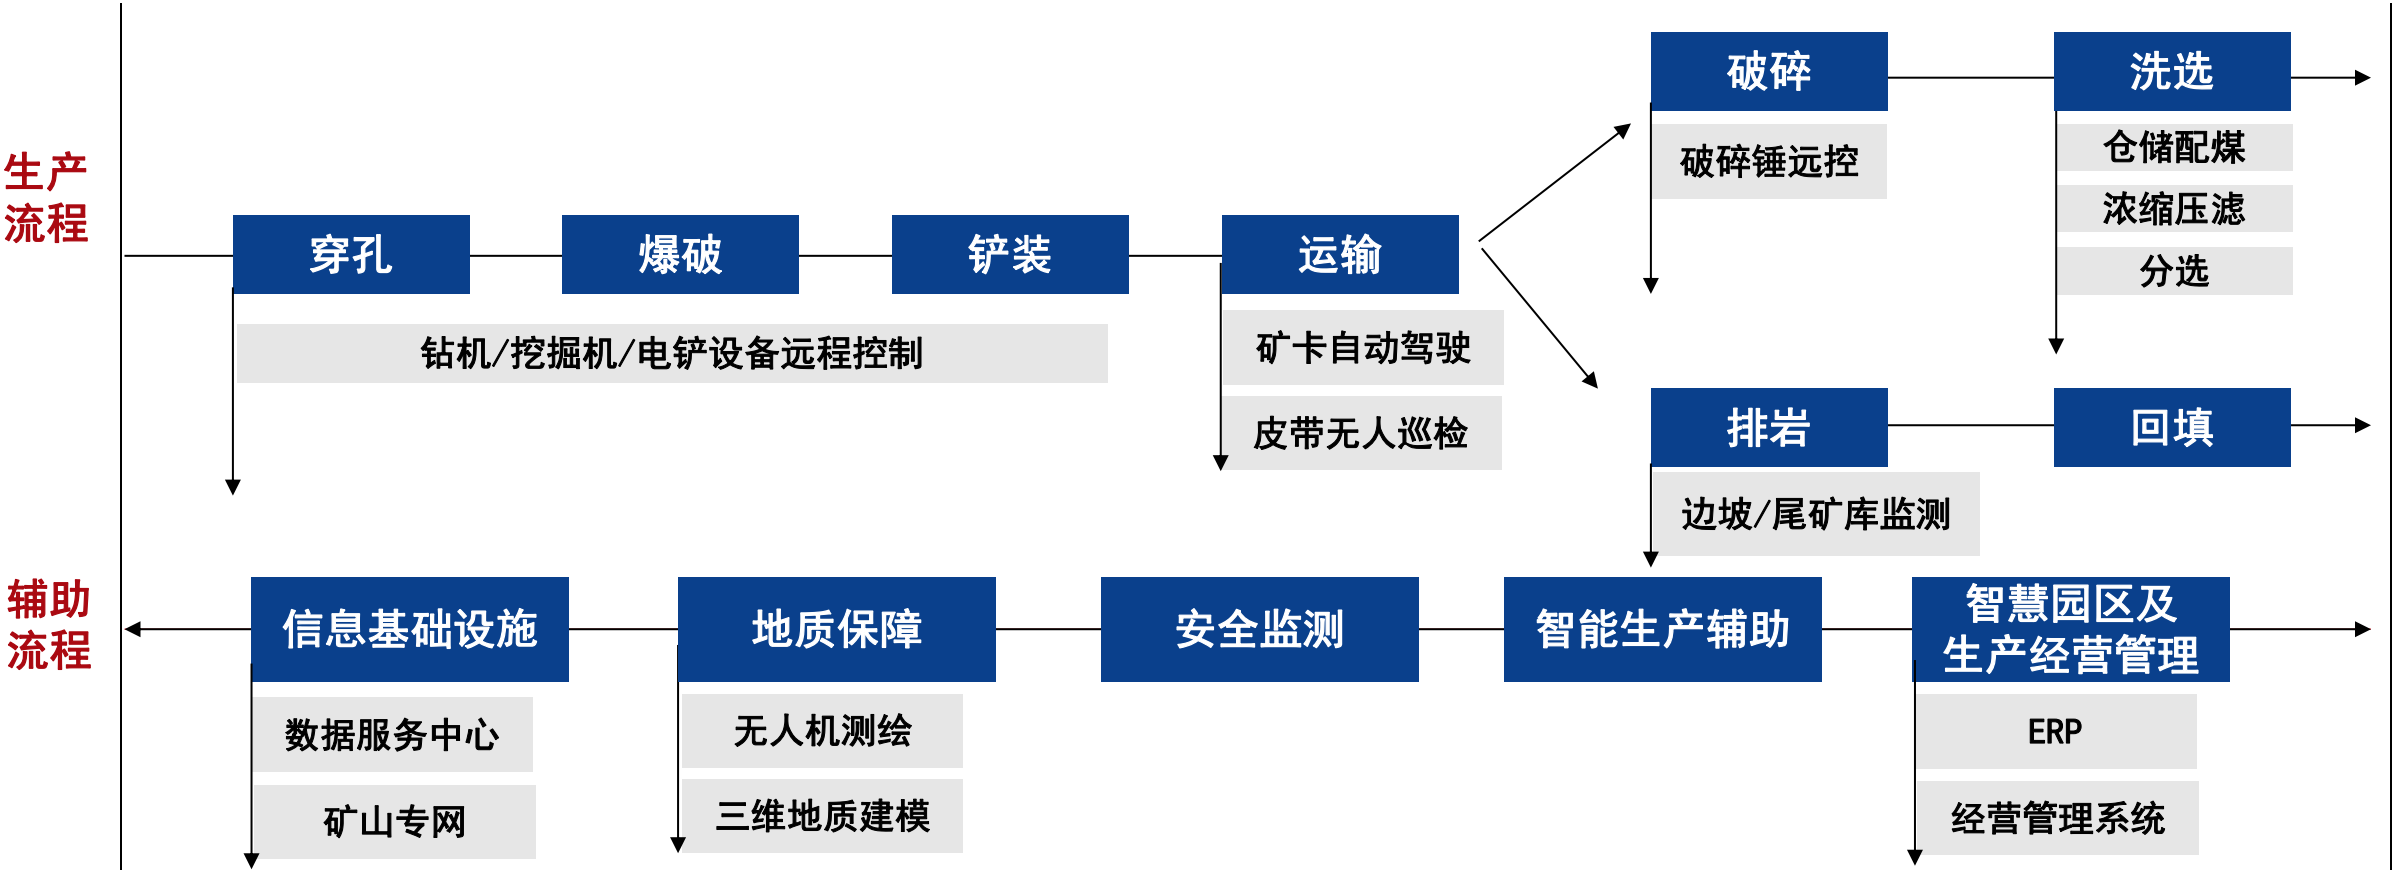 生产
流程
穿孔
爆破
铲装
运输
钻机/挖掘机/电铲设备远程控制
矿卡自动驾驶
皮带无人巡检
破碎
破碎锤远控
洗选
仓储配煤
浓缩压滤
分选
排岩
边坡/尾矿库监测
回填
辅助
流程
信息基础设施
数据服务中心
矿山专网
地质保障
无人机测绘
三维地质建模
安全监测
智能生产辅助
智慧园区及
生产经营管理
ERP
经营管理系统